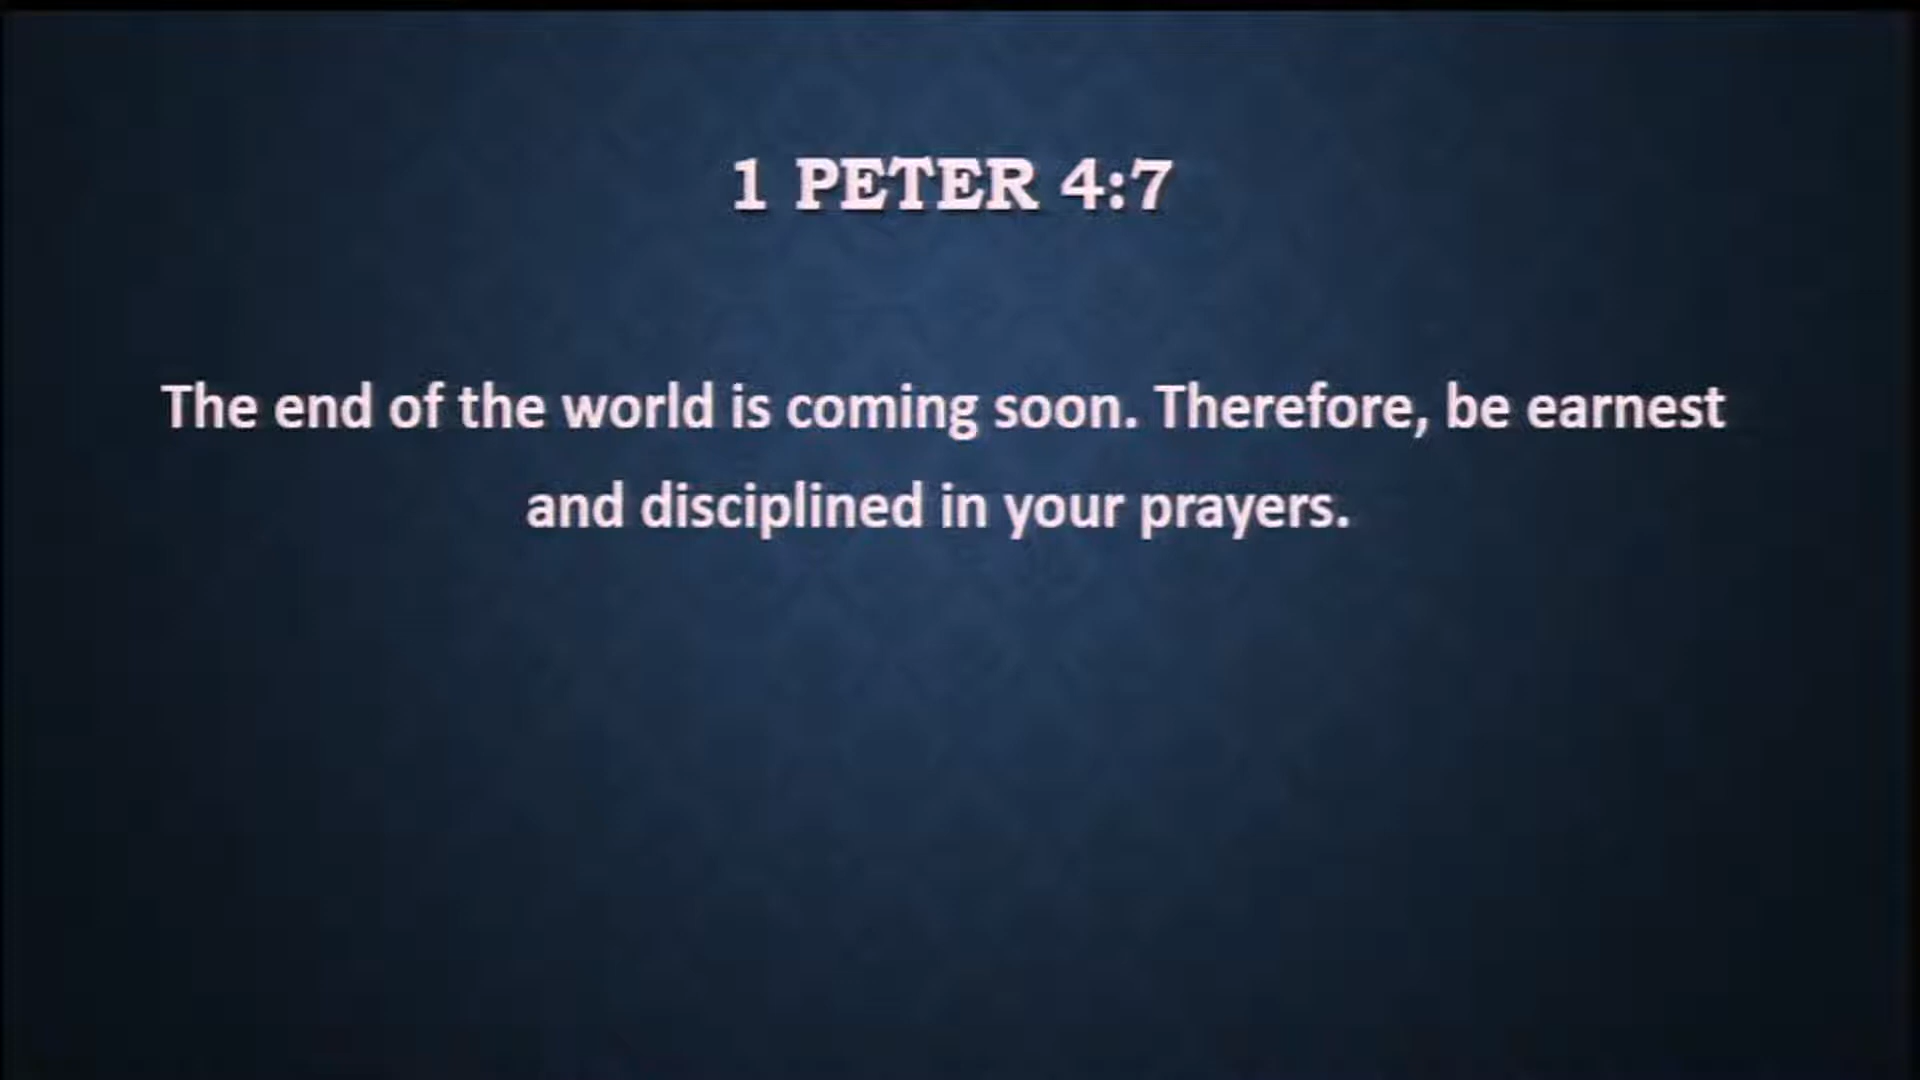 1 PETER 4:7
The end of the world is coming soon. Therefore, be earnest
and disciplined in your prayers.